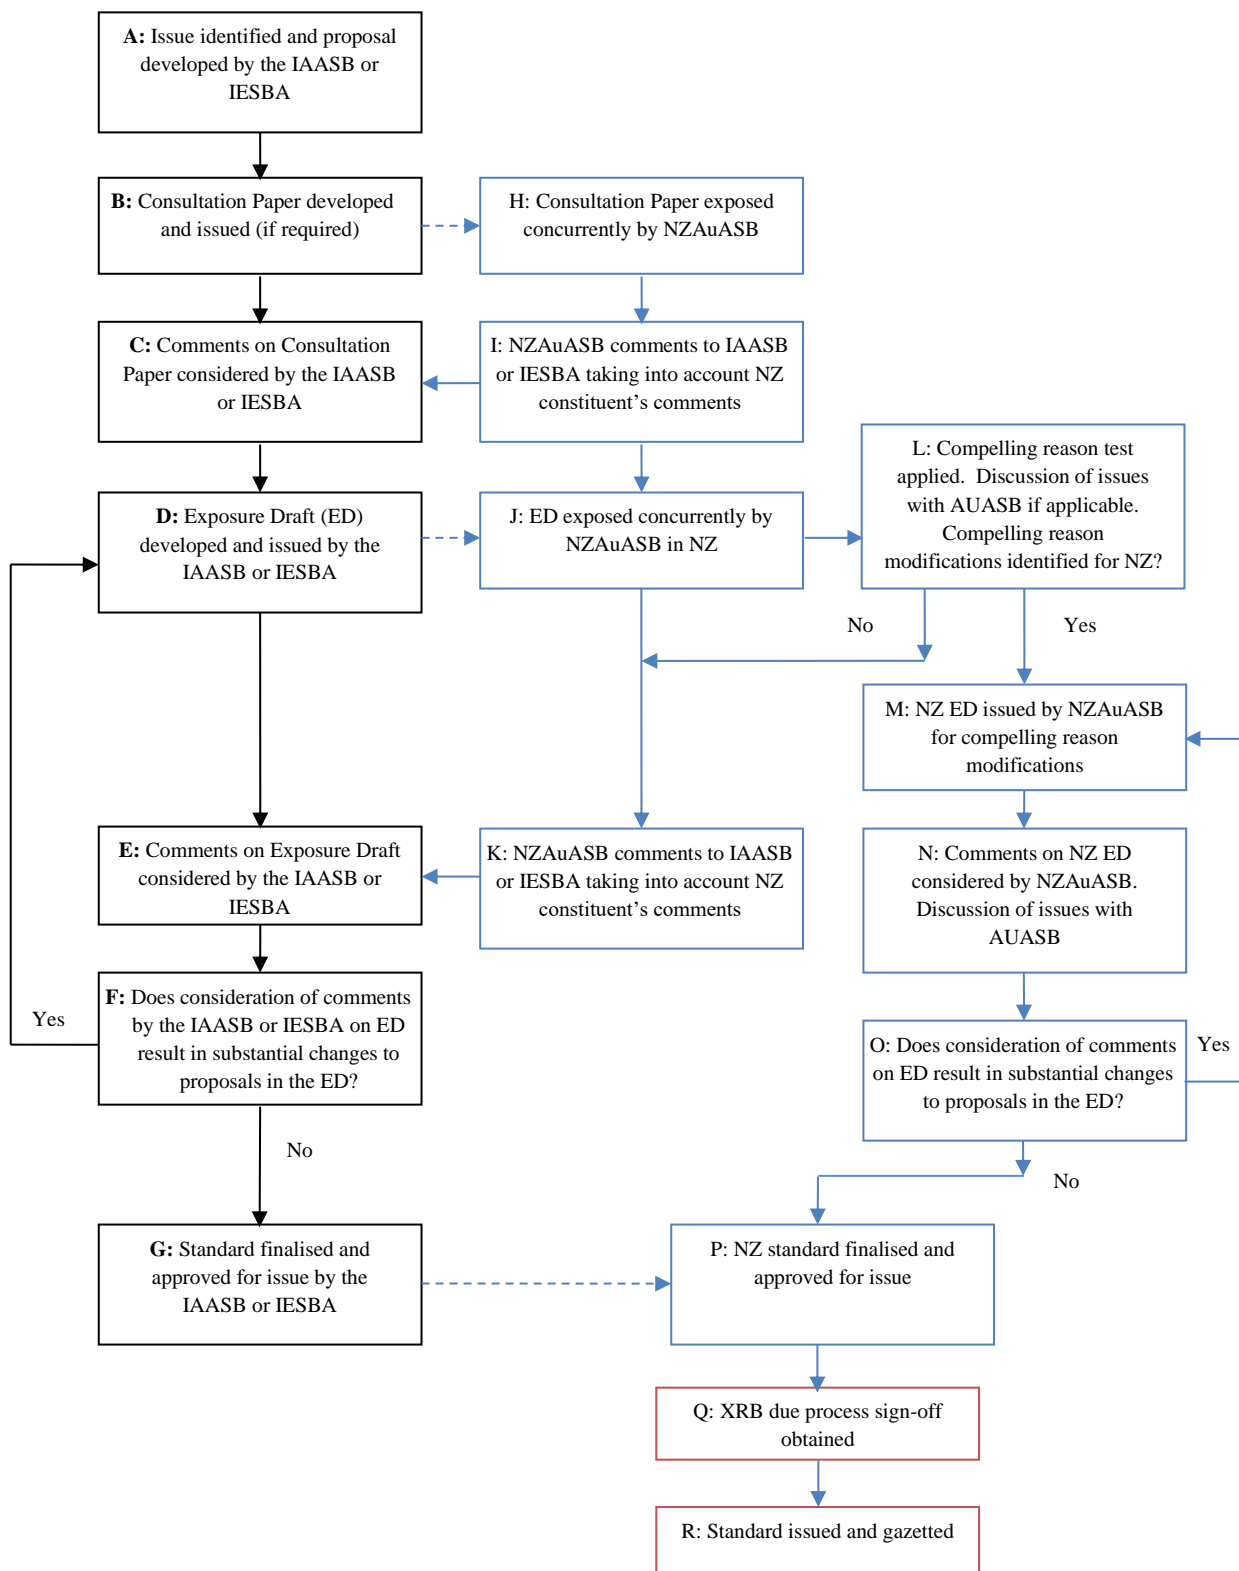 A: Issue identified and proposal
developed by the IAASB or
IESBA
B: Consultation Paper developed
and issued (if required)
H: Consultation Paper exposed
concurrently by NZAuASB
C: Comments on Consultation
Paper considered by the IAASB
or IESBA
I: NZAuASB comments to IAASB
or IESBA taking into account NZ
constituent’s comments
L: Compelling reason test
applied.  Discussion of issues
with AUASB if applicable.
Compelling reason
modifications identified for NZ?
D: Exposure Draft (ED)
developed and issued by the
IAASB or IESBA
J: ED exposed concurrently by
NZAuASB in NZ
No
Yes
M: NZ ED issued by NZAuASB
for compelling reason
modifications
E: Comments on Exposure Draft
considered by the IAASB or
IESBA
K: NZAuASB comments to IAASB
or IESBA taking into account NZ
constituent’s comments
N: Comments on NZ ED
considered by NZAuASB.
Discussion of issues with
AUASB
Yes
F: Does consideration of comments
by the IAASB or IESBA on ED
result in substantial changes to
proposals in the ED?
O: Does consideration of comments
on ED result in substantial changes
to proposals in the ED?
Yes
No
No
G: Standard finalised and
approved for issue by the
IAASB or IESBA
P: NZ standard finalised and
approved for issue
Q: XRB due process sign-off
obtained
R: Standard issued and gazetted